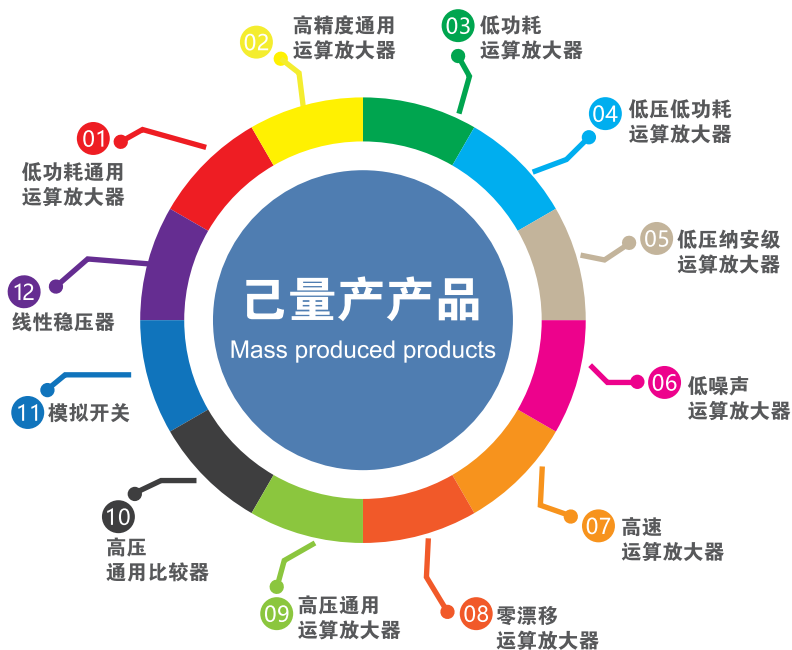 01
低功耗通用
运算放大器
02
高精度通用
运算放大器
03
低功耗
运算放大器
04
低压低功耗
运算放大器
05
低压纳安级
运算放大器
06
低噪声
运算放大器
07
高速
运算放大器
08
零漂移
运算放大器
09
高压通用
运算放大器
10
高压
通用比较器
11
模拟开关
12
线性稳压器
己量产产品
Mass produced products